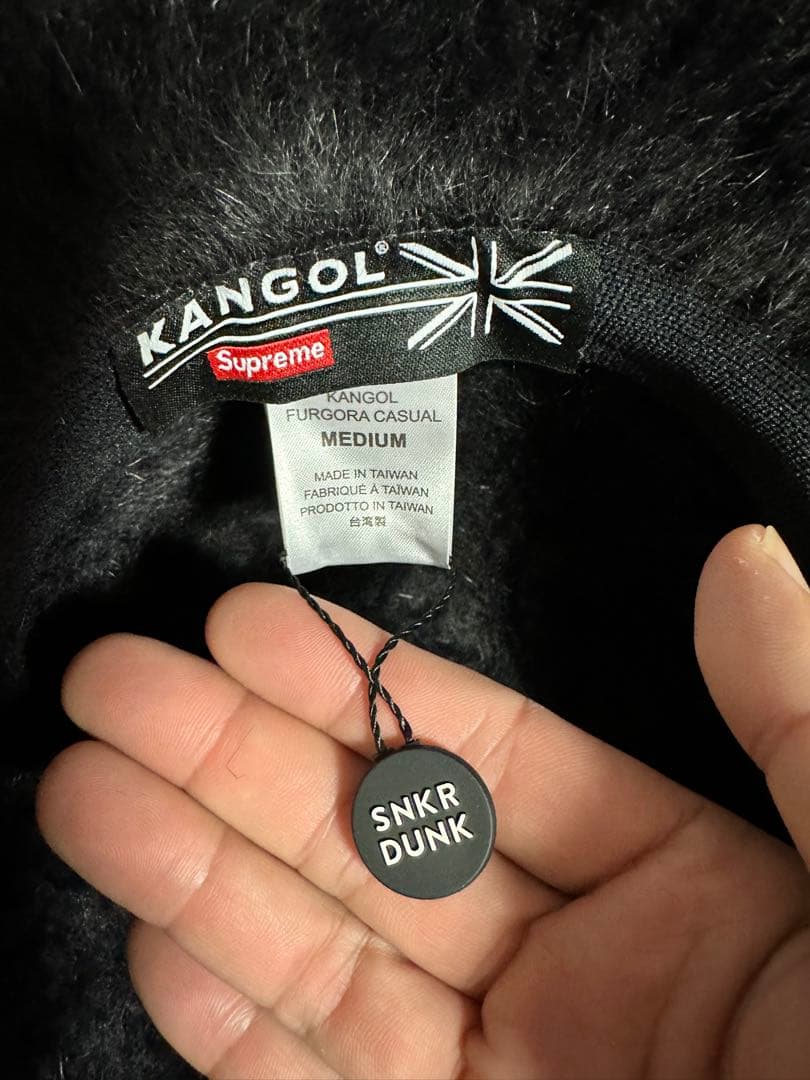 KANGOL®
Supreme
KANGOL
FURGORA CASUAL
MEDIUM
MADE IN TAIWAN
FABRIQUÉ À TAÏWAN
PRODOTTO IN TAIWAN
台湾製
SNKR
DUNK